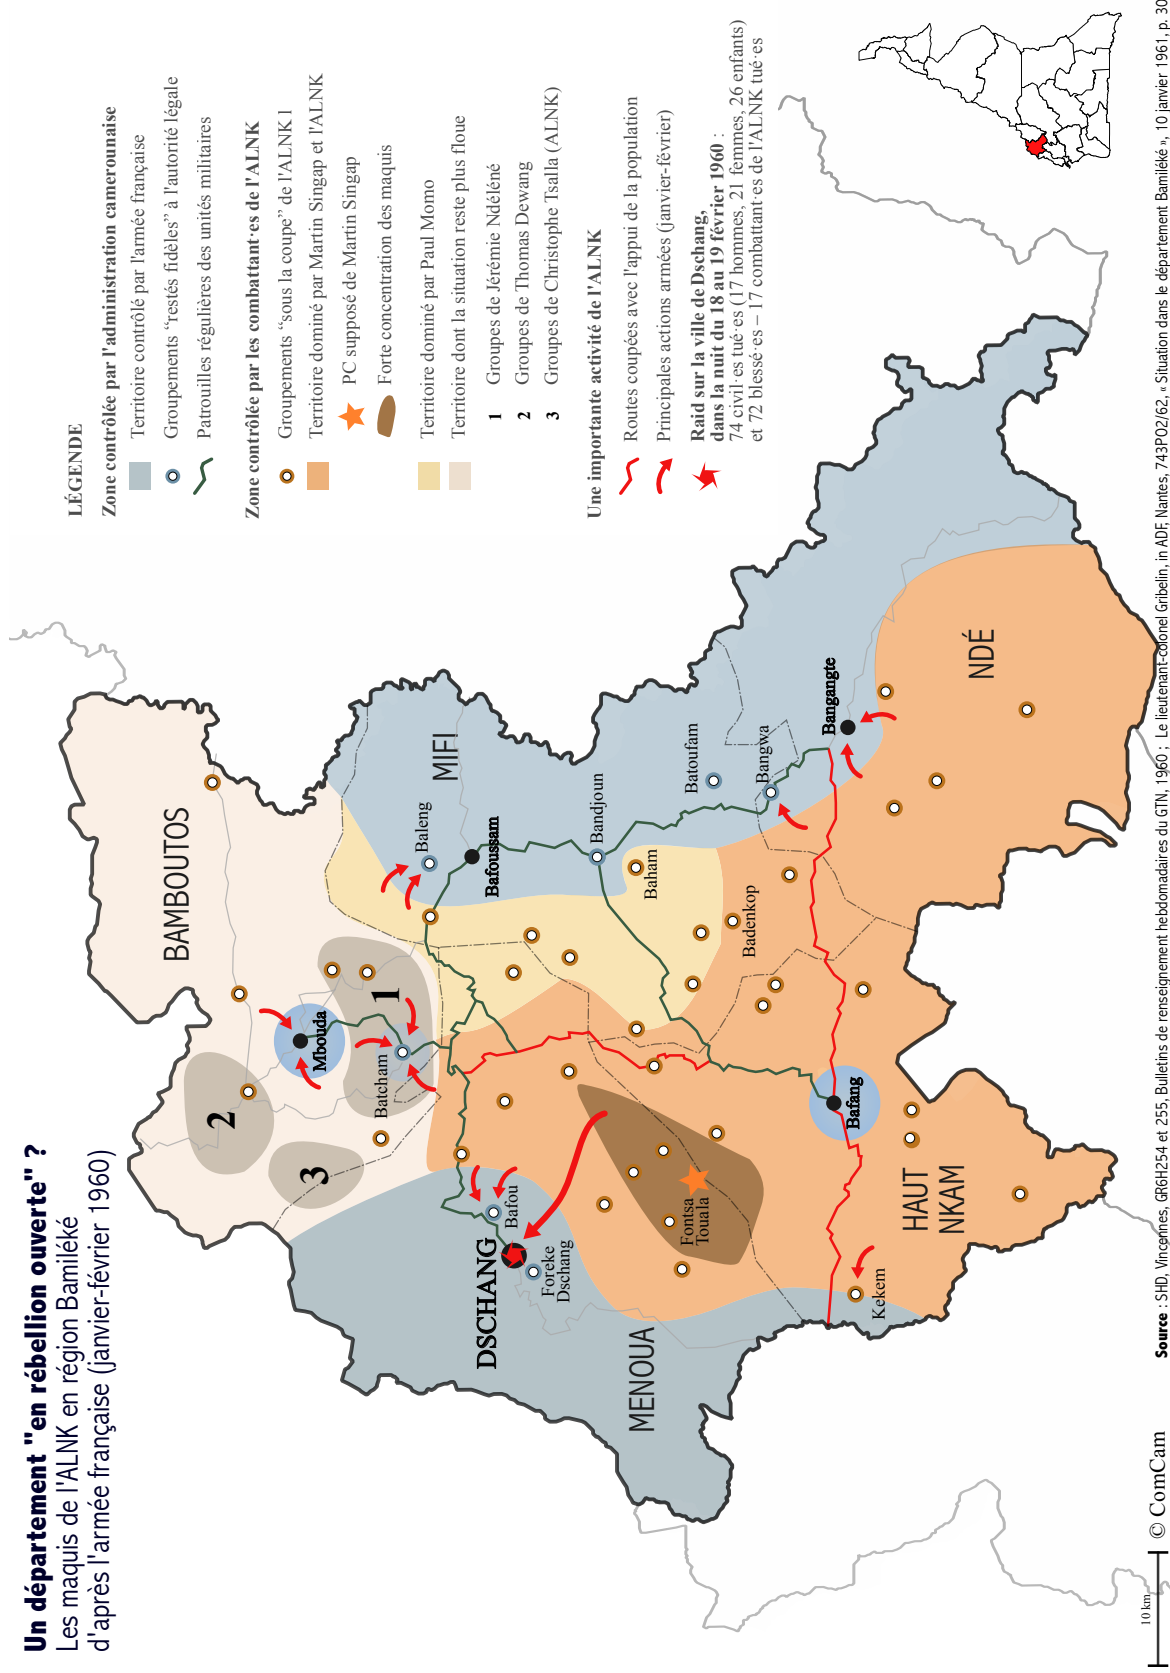 Un département "en rébellion ouverte" ?
Les maquis de l'ALNK en région Bamiléké
d'après l'armée française (janvier-février 1960)
LÉGENDE
Zone contrôlée par l'administration camerounaise
Territoire contrôlé par l'armée française
Groupements “restés fidèles” à l'autorité légale
Patrouilles régulières des unités militaires
Zone contrôlée par les combattant·es de l'ALNK
Groupements “sous la coupe” de l'ALNK 1
Territoire dominé par Martin Singap et l'ALNK
PC supposé de Martin Singap
Forte concentration des maquis
Territoire dominé par Paul Momo
Territoire dont la situation reste plus floue
1 Groupes de Jérémie Ndéléné
2 Groupes de Thomas Dewang
3 Groupes de Christophe Tsalla (ALNK)
Une importante activité de l'ALNK
Routes coupées avec l'appui de la population
Principales actions armées (janvier-février)
Raid sur la ville de Dschang,
dans la nuit du 18 au 19 février 1960 :
74 civil·es tué·es (17 hommes, 21 femmes, 26 enfants)
et 72 blessé·es – 17 combattant·es de l'ALNK tué·es
BAMBOUTOS
2
3
1
Mbouda
Batcham
MIFI
Baleng
Bafoussam
Bandjoun
Batoufam
Bangwa
Baham
Badenkop
Bangangte
NDÉ
DSCHANG
Bafou
Foreke
Dschang
MENOUA
Fontsa
Touala
Bafang
HAUT
NKAM
Kekem
10 km
© ComCam
Source : SHD, Vincennes, GR6H254 et 255, Bulletins de renseignement hebdomadaires du GTN, 1960 ; Le lieutenant-colonel Gribelin, in ADF, Nantes, 743PO2/62, « Situation dans le département Bamiléké », 10 janvier 1961, p. 30